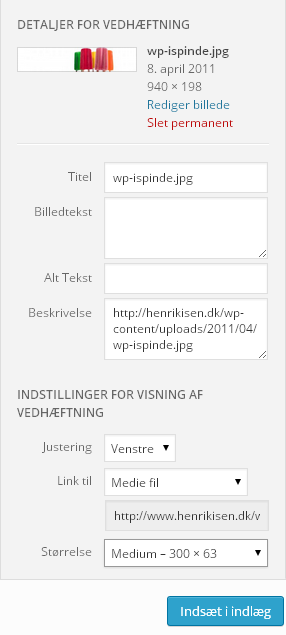 DETALJER FOR VEDHÆFTNING
wp-ispinde.jpg
8. april 2011
940 × 198
Rediger billede
Slet permanent
Titel wp-ispinde.jpg
Billedtekst
Alt Tekst
Beskrivelse http://henrikisen.dk/wp-
content/uploads/2011/04/
wp-ispinde.jpg
INDSTILLINGER FOR VISNING AF
VEDHÆFTNING
Justering Venstre
Link til Medie fil
http://www.henrikisen.dk/v
Størrelse Medium – 300 × 63
Indsæt i indlæg